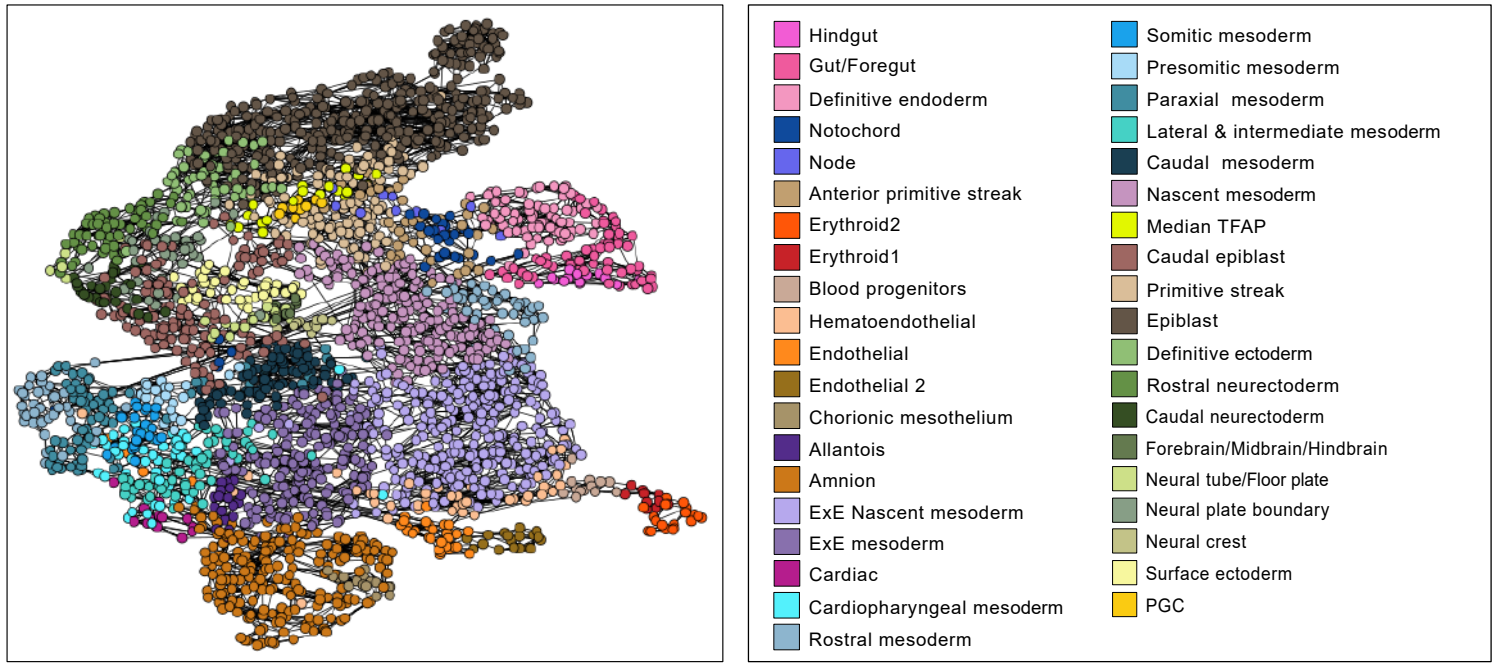 Hindgut
Gut/Foregut
Definitive endoderm
Notochord
Node
Anterior primitive streak
Erythroid2
Erythroid1
Blood progenitors
Hematoendothelial
Endothelial
Endothelial 2
Chorionic mesothelium
Allantois
Amnion
ExE Nascent mesoderm
ExE mesoderm
Cardiac
Cardiopharyngeal mesoderm
Rostral mesoderm
Somitic mesoderm
Presomitic mesoderm
Paraxial mesoderm
Lateral & intermediate mesoderm
Caudal mesoderm
Nascent mesoderm
Median TFAP
Caudal epiblast
Primitive streak
Epiblast
Definitive ectoderm
Rostral neurectoderm
Caudal neurectoderm
Forebrain/Midbrain/Hindbrain
Neural tube/Floor plate
Neural plate boundary
Neural crest
Surface ectoderm
PGC